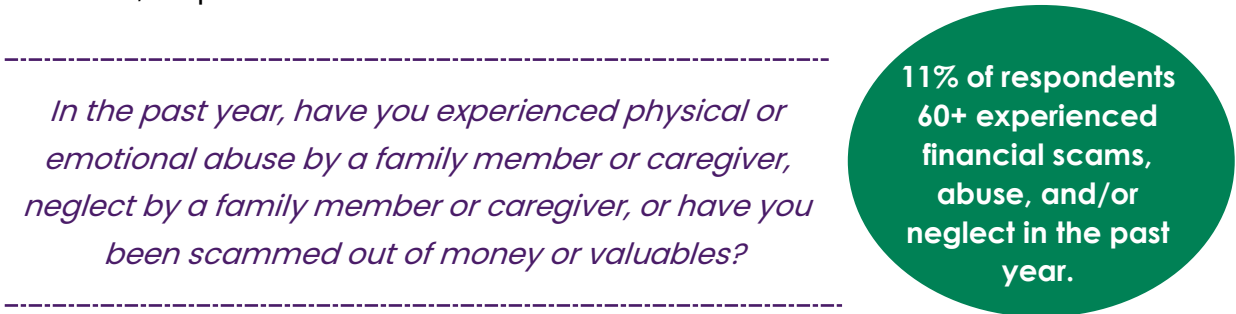 In the past year, have you experienced physical or
emotional abuse by a family member or caregiver,
neglect by a family member or caregiver, or have you
been scammed out of money or valuables?
11% of respondents
60+ experienced
financial scams,
abuse, and/or
neglect in the past
year.